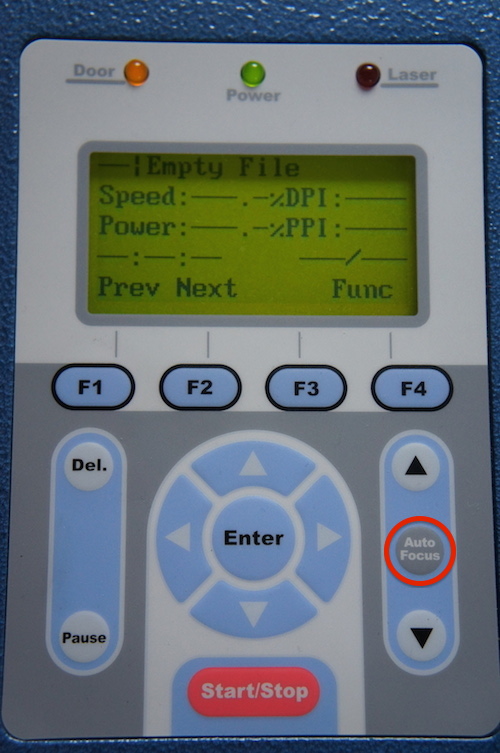 Door
Power
Laser
—¦Empty File
Speed:——.—%DPI:———
Power:——.—%PPI:———
——:——:—— ———/——
Prev Next Func
F1 F2 F3 F4
Del.
Enter
Auto
Focus
Pause
Start/Stop